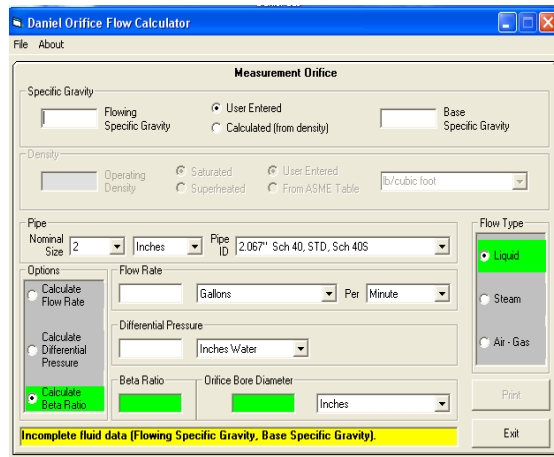 Daniel Orifice Flow Calculator
File About
Measurement Orifice
Specific Gravity
Flowing Specific Gravity
User Entered
Calculated (from density)
Base Specific Gravity
Density
Operating Density
Saturated
Superheated
User Entered
From ASME Table
lb/cubic foot
Pipe
Nominal Size 2 Inches Pipe ID 2.067" Sch 40, STD, Sch 40S
Flow Type
Liquid
Steam
Air - Gas
Options
Calculate Flow Rate
Calculate Differential Pressure
Calculate Beta Ratio
Flow Rate
Gallons Per Minute
Differential Pressure
Inches Water
Beta Ratio
Orifice Bore Diameter
Inches
Print
Exit
Incomplete fluid data (Flowing Specific Gravity, Base Specific Gravity).